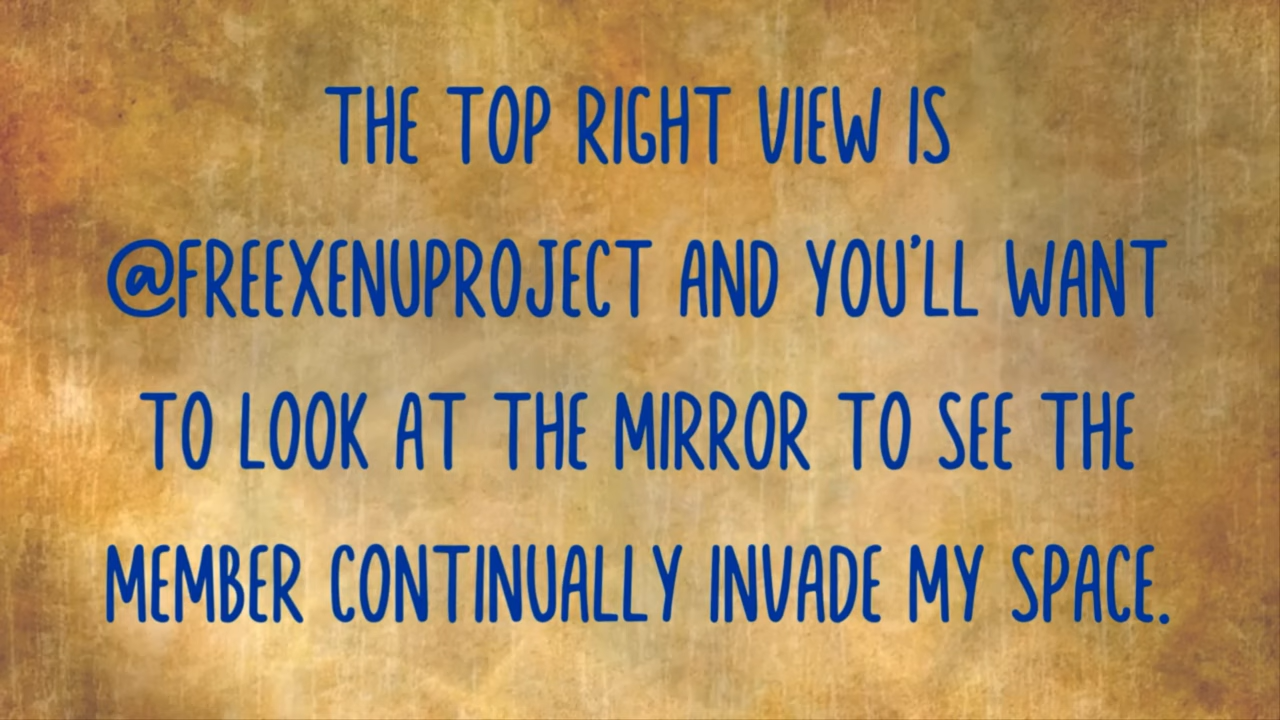 THE TOP RIGHT VIEW IS
@FREEXENUPROJECT AND YOU'LL WANT
TO LOOK AT THE MIRROR TO SEE THE
MEMBER CONTINUALLY INVADE MY SPACE.